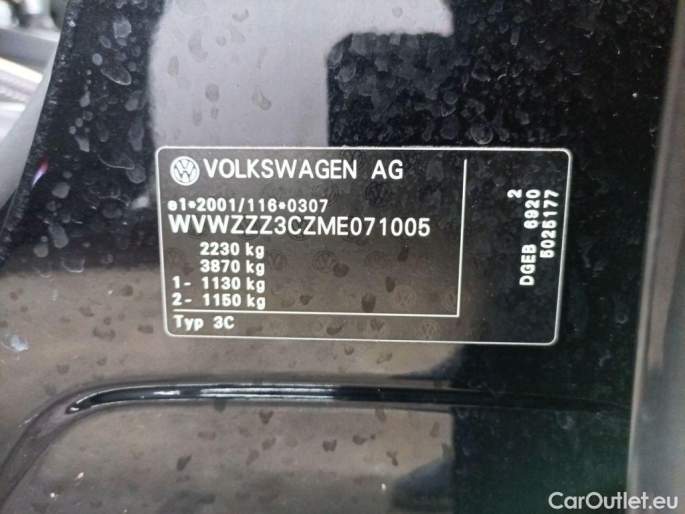 VOLKSWAGEN AG
e1*2001/116*0307
WVWZZZ3CZME071005
2230 kg
3870 kg
1- 1130 kg
2- 1150 kg
Typ 3C
2
DGEB 6920
5025177
CarOutlet.eu